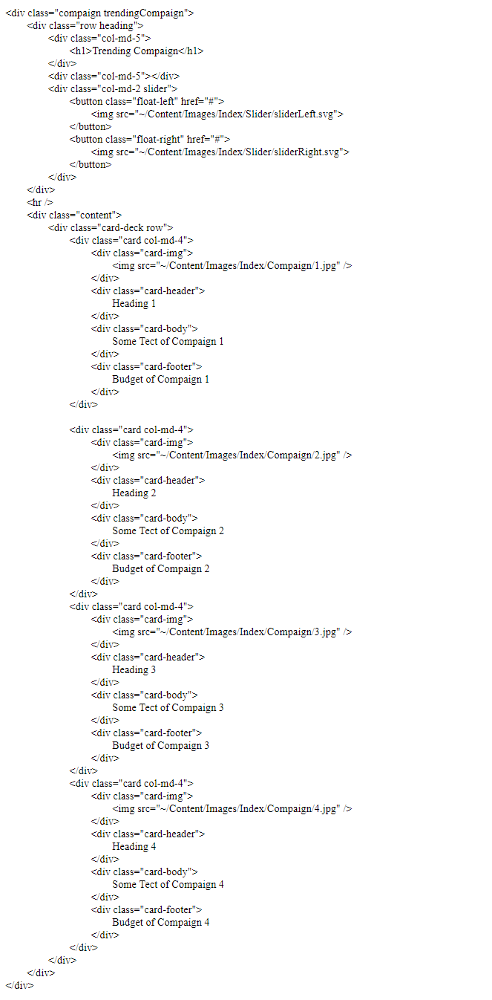 <div class="compaign trendingCompaign">
    <div class="row heading">
        <div class="col-md-5">
            <h1>Trending Compaign</h1>
        </div>
        <div class="col-md-5"></div>
        <div class="col-md-2 slider">
            <button class="float-left" href="#">
                <img src="~/Content/Images/Index/Slider/sliderLeft.svg">
            </button>
            <button class="float-right" href="#">
                <img src="~/Content/Images/Index/Slider/sliderRight.svg">
            </button>
        </div>
    </div>
    <hr />
    <div class="content">
        <div class="card-deck row">
            <div class="card col-md-4">
                <div class="card-img">
                    <img src="~/Content/Images/Index/Compaign/1.jpg" />
                </div>
                <div class="card-header">
                    Heading 1
                </div>
                <div class="card-body">
                    Some Tect of Compaign 1
                </div>
                <div class="card-footer">
                    Budget of Compaign 1
                </div>
            </div>

            <div class="card col-md-4">
                <div class="card-img">
                    <img src="~/Content/Images/Index/Compaign/2.jpg" />
                </div>
                <div class="card-header">
                    Heading 2
                </div>
                <div class="card-body">
                    Some Tect of Compaign 2
                </div>
                <div class="card-footer">
                    Budget of Compaign 2
                </div>
            </div>
            <div class="card col-md-4">
                <div class="card-img">
                    <img src="~/Content/Images/Index/Compaign/3.jpg" />
                </div>
                <div class="card-header">
                    Heading 3
                </div>
                <div class="card-body">
                    Some Tect of Compaign 3
                </div>
                <div class="card-footer">
                    Budget of Compaign 3
                </div>
            </div>
            <div class="card col-md-4">
                <div class="card-img">
                    <img src="~/Content/Images/Index/Compaign/4.jpg" />
                </div>
                <div class="card-header">
                    Heading 4
                </div>
                <div class="card-body">
                    Some Tect of Compaign 4
                </div>
                <div class="card-footer">
                    Budget of Compaign 4
                </div>
            </div>
        </div>
    </div>
</div>